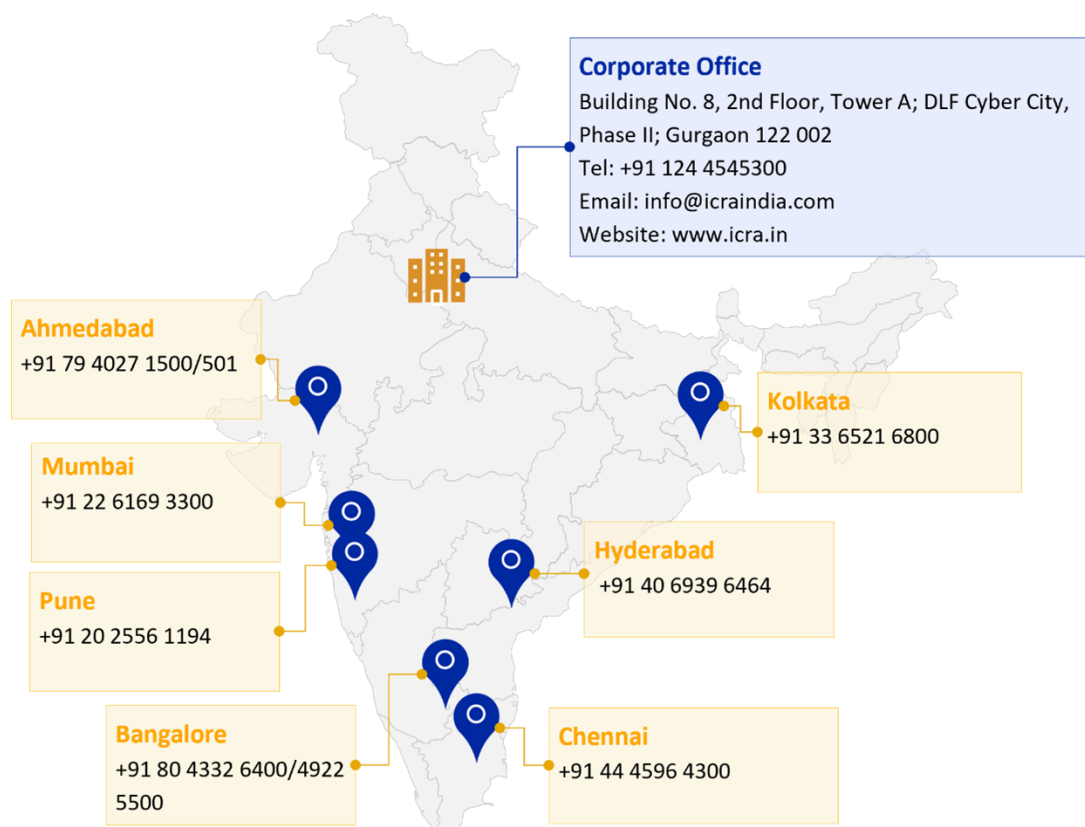 Corporate Office
Building No. 8, 2nd Floor, Tower A; DLF Cyber City,
Phase II; Gurgaon 122 002
Tel: +91 124 4545300
Email: info@icraindia.com
Website: www.icra.in
Ahmedabad
+91 79 4027 1500/501
Kolkata
+91 33 6521 6800
Mumbai
+91 22 6169 3300
Hyderabad
+91 40 6939 6464
Pune
+91 20 2556 1194
Bangalore
+91 80 4332 6400/4922
5500
Chennai
+91 44 4596 4300